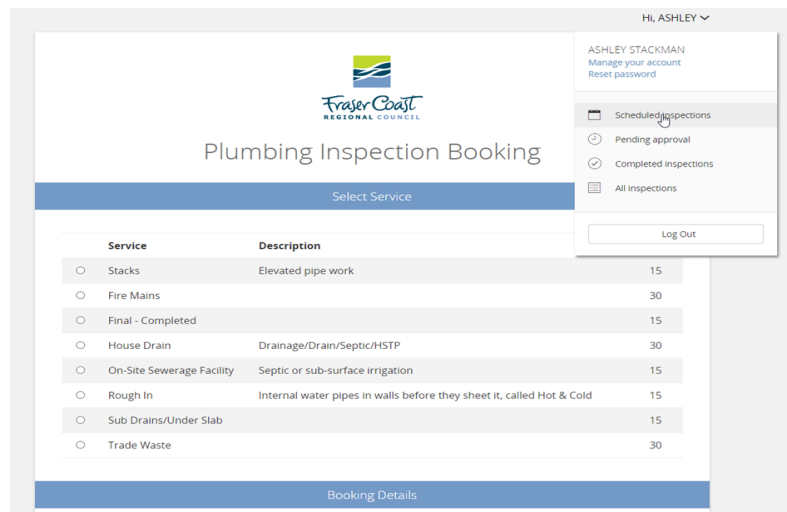 Hi, ASHLEY
ASHLEY STACKMAN
Manage your account
Reset password
Scheduled inspections
Pending approval
Completed inspections
All inspections
Log Out
Fraser Coast
REGIONAL COUNCIL
Plumbing Inspection Booking
Select Service
Service Description
Stacks Elevated pipe work 15
Fire Mains 30
Final - Completed 15
House Drain Drainage/Drain/Septic/HSTP 30
On-Site Sewerage Facility Septic or sub-surface irrigation 15
Rough In Internal water pipes in walls before they sheet it, called Hot & Cold 15
Sub Drains/Under Slab 15
Trade Waste 30
Booking Details